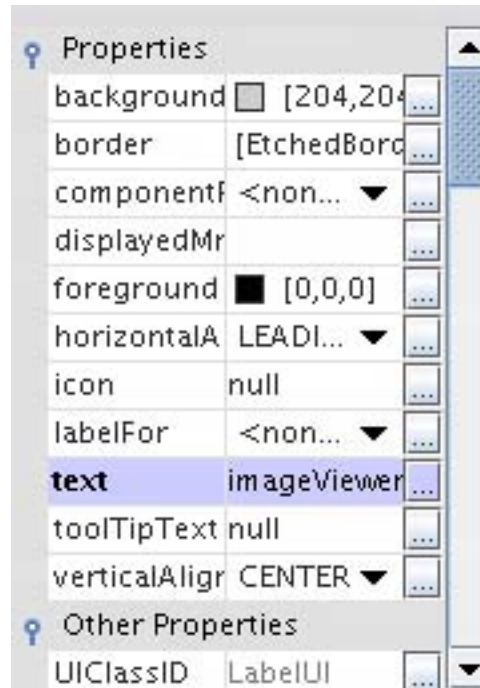 Properties
background [204,204 ...
border [EtchedBord ...
componentP <non... ...
displayedMr ...
foreground [0,0,0] ...
horizontalA LEADI... ...
icon null ...
labelFor <non... ...
text imageViewer ...
toolTipText null ...
verticalAligr CENTER ...
Other Properties
UIClassID LabelUI ...